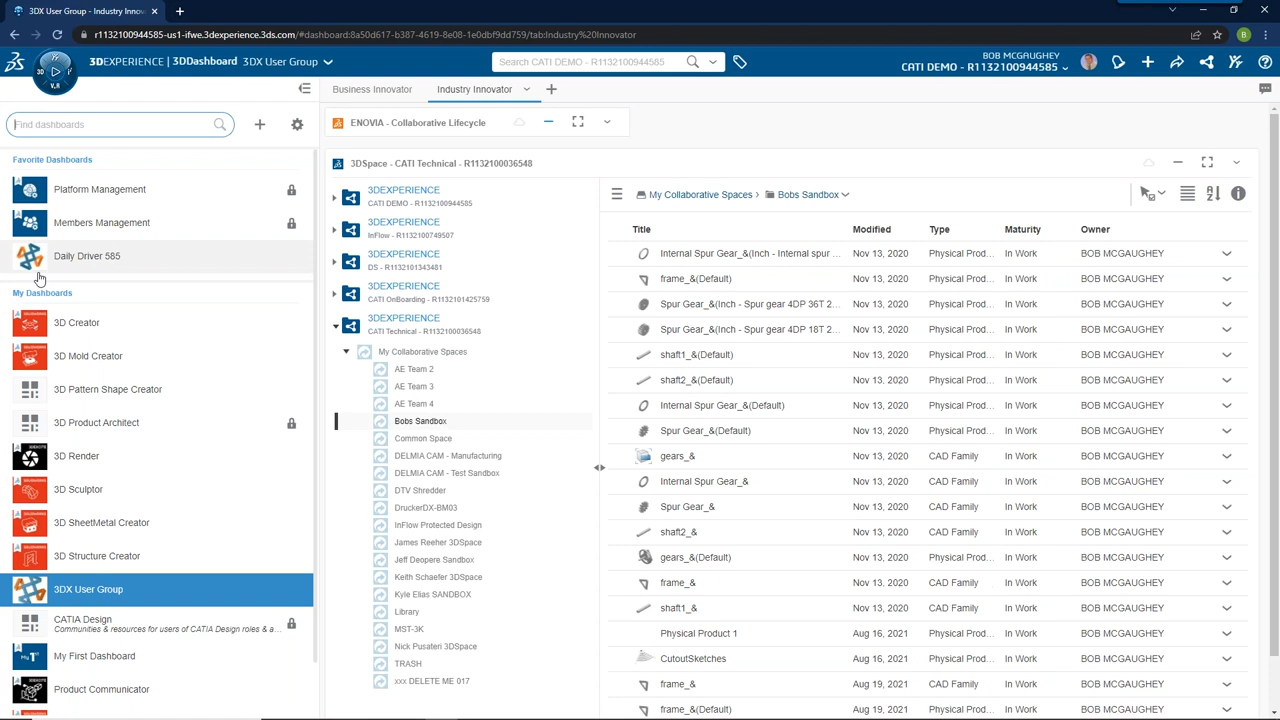 3DX User Group - Industry Innov
r1132100944585-us1-ifwe.3dexperience.3ds.com/#dashboard:8a50d617-b387-4619-8e08-1e0dbf9dd759/tab:Industry%20Innovator
B
3D
V.R
3DEXPERIENCE | 3DDashboard 3DX User Group
Search CATI DEMO - R1132100944585
BOB MCGAUGHEY
CATI DEMO - R1132100944585
Find dashboards
Favorite Dashboards
Platform Management
Members Management
Daily Driver 585
My Dashboards
3D Creator
3D Mold Creator
3D Pattern Shape Creator
3D Product Architect
3D Render
3D Sculptor
3D SheetMetal Creator
3D Structure Creator
3DX User Group
CATIA Design
Communities & resources for users of CATIA Design roles & a...
My First Dashboard
Product Communicator
Business Innovator
Industry Innovator
ENOVIA - Collaborative Lifecycle
3DSpace - CATI Technical - R1132100036548
3DEXPERIENCE
CATI DEMO - R1132100944585
3DEXPERIENCE
InFlow - R1132100749507
3DEXPERIENCE
DS - R1132101343481
3DEXPERIENCE
CATI OnBoarding - R1132101425759
3DEXPERIENCE
CATI Technical - R1132100036548
My Collaborative Spaces
AE Team 2
AE Team 3
AE Team 4
Bobs Sandbox
Common Space
DELMIA CAM - Manufacturing
DELMIA CAM - Test Sandbox
DTV Shredder
DruckerDX-BM03
InFlow Protected Design
James Reeher 3DSpace
Jeff Deopere Sandbox
Keith Schaefer 3DSpace
Kyle Elias SANDBOX
Library
MST-3K
Nick Pusateri 3DSpace
TRASH
xxx DELETE ME 017
My Collaborative Spaces > Bobs Sandbox
Title Modified Type Maturity Owner
Internal Spur Gear_&(Inch - Internal spur ... Nov 13, 2020 Physical Prod... In Work BOB MCGAUGHEY
frame_&(Default) Nov 13, 2020 Physical Prod... In Work BOB MCGAUGHEY
Spur Gear_&(Inch - Spur gear 4DP 36T 2... Nov 13, 2020 Physical Prod... In Work BOB MCGAUGHEY
Spur Gear_&(Inch - Spur gear 4DP 18T 2... Nov 13, 2020 Physical Prod... In Work BOB MCGAUGHEY
shaft1_&(Default) Nov 13, 2020 Physical Prod... In Work BOB MCGAUGHEY
shaft2_&(Default) Nov 13, 2020 Physical Prod... In Work BOB MCGAUGHEY
Internal Spur Gear_&(Default) Nov 13, 2020 Physical Prod... In Work BOB MCGAUGHEY
Spur Gear_&(Default) Nov 13, 2020 Physical Prod... In Work BOB MCGAUGHEY
gears_& Nov 13, 2020 CAD Family In Work BOB MCGAUGHEY
Internal Spur Gear_& Nov 13, 2020 CAD Family In Work BOB MCGAUGHEY
Spur Gear_& Nov 13, 2020 CAD Family In Work BOB MCGAUGHEY
shaft2_& Nov 13, 2020 CAD Family In Work BOB MCGAUGHEY
gears_&(Default) Nov 13, 2020 Physical Prod... In Work BOB MCGAUGHEY
frame_& Nov 13, 2020 CAD Family In Work BOB MCGAUGHEY
shaft1_& Nov 13, 2020 CAD Family In Work BOB MCGAUGHEY
Physical Product 1 Aug 16, 2021 Physical Prod... In Work BOB MCGAUGHEY
CutoutSketches Aug 16, 2021 Physical Prod... In Work BOB MCGAUGHEY
frame_& Aug 19, 2021 CAD Family In Work BOB MCGAUGHEY
frame_&(Default) Aug 19, 2021 Physical Prod... In Work BOB MCGAUGHEY